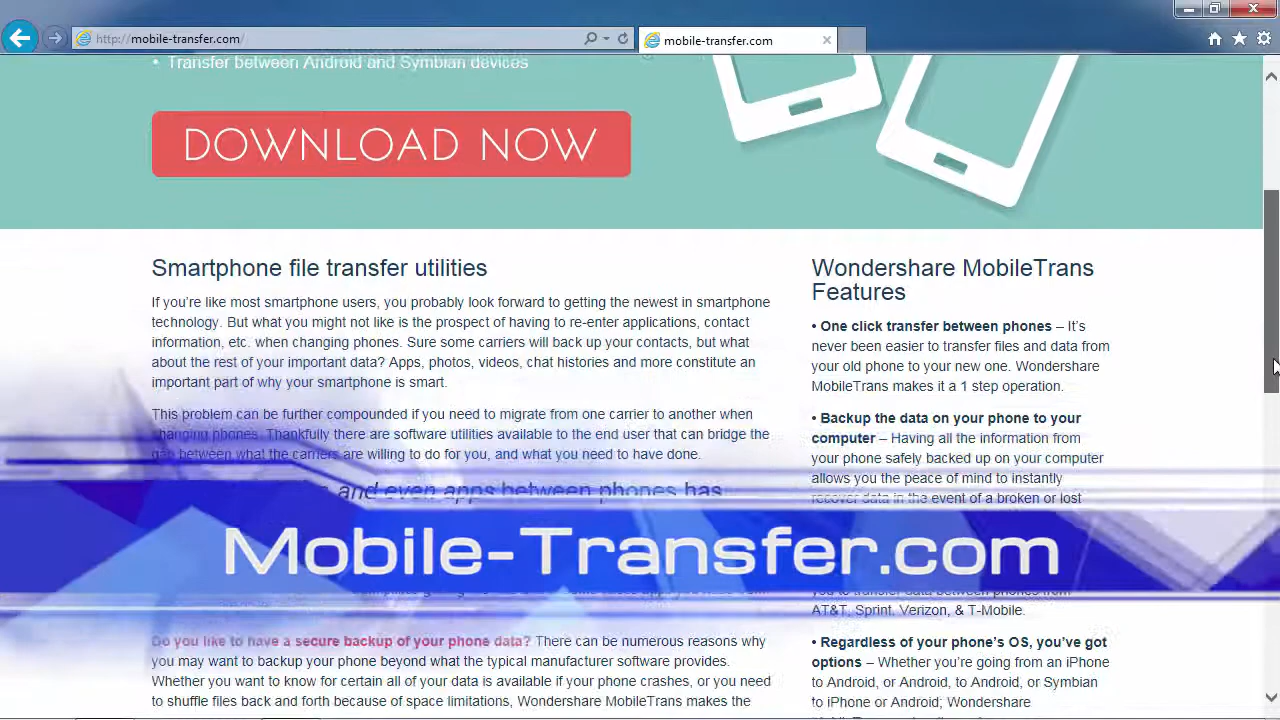 http://mobile-transfer.com/
mobile-transfer.com
• Transfer between Android and Symbian devices
DOWNLOAD NOW
Smartphone file transfer utilities
If you're like most smartphone users, you probably look forward to getting the newest in smartphone
technology. But what you might not like is the prospect of having to re-enter applications, contact
information, etc. when changing phones. Sure some carriers will back up your contacts, but what
about the rest of your important data? Apps, photos, videos, chat histories and more constitute an
important part of why your smartphone is smart.
This problem can be further compounded if you need to migrate from one carrier to another when
changing phones. Thankfully there are software utilities available to the end user that can bridge the
gap between what the carriers are willing to do for you, and what you need to have done.
and even apps between phones has
Mobile-Transfer.com
Do you like to have a secure backup of your phone data? There can be numerous reasons why
you may want to backup your phone beyond what the typical manufacturer software provides.
Whether you want to know for certain all of your data is available if your phone crashes, or you need
to shuffle files back and forth because of space limitations, Wondershare MobileTrans makes the
Wondershare MobileTrans
Features
• One click transfer between phones – It's
never been easier to transfer files and data from
your old phone to your new one. Wondershare
MobileTrans makes it a 1 step operation.
• Backup the data on your phone to your
computer – Having all the information from
your phone safely backed up on your computer
allows you the peace of mind to instantly
recover data in the event of a broken or lost
you to transfer data between phones from
AT&T, Sprint, Verizon, & T-Mobile.
• Regardless of your phone's OS, you've got
options – Whether you're going from an iPhone
to Android, or Android, to Android, or Symbian
to iPhone or Android; Wondershare